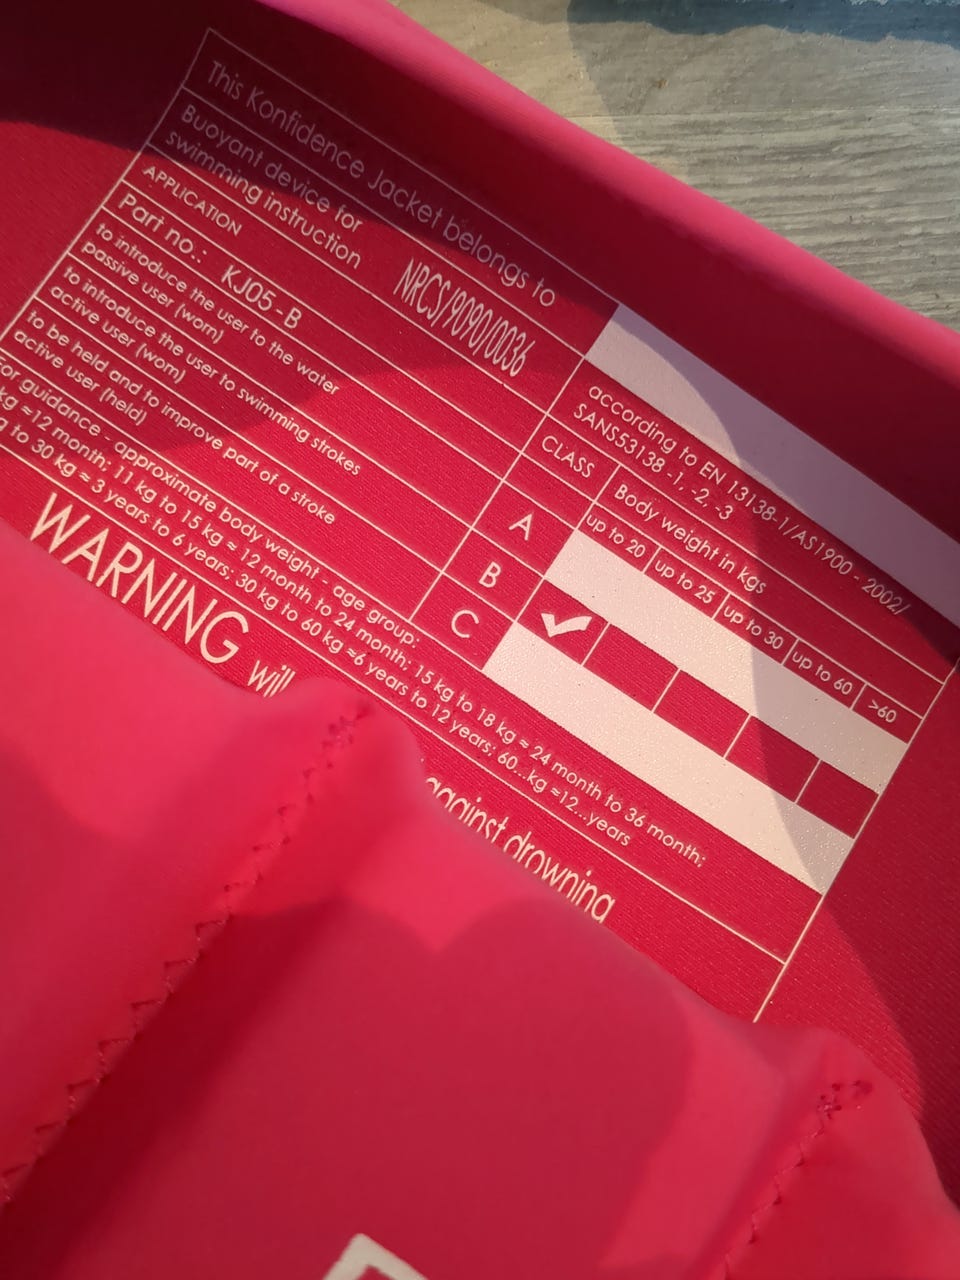 This Konfidence Jacket belongs to
Buoyant device for
swimming instruction
NRCS/9090/0036
according to EN 13138-1/AS1900 - 2002/
SANS53138 -1, -2, -3
APPLICATION
CLASS
Body weight in kgs
Part no.: KJ05 - B
up to 20
up to 25
up to 30
up to 60
>60
to introduce the user to the water
passive user (worn)
A
to introduce the user to swimming strokes
active user (worn)
B
to be held and to improve part of a stroke
active user (held)
C
For guidance - approximate body weight - age group:
kg ≈12 month; 11 kg to 15 kg ≈ 12 month to 24 month; 15 kg to 18 kg ≈ 24 month to 36 month;
to 30 kg ≈ 3 years to 6 years; 30 kg to 60 kg ≈6 years to 12 years; 60...kg ≈12...years
WARNING will against drowning